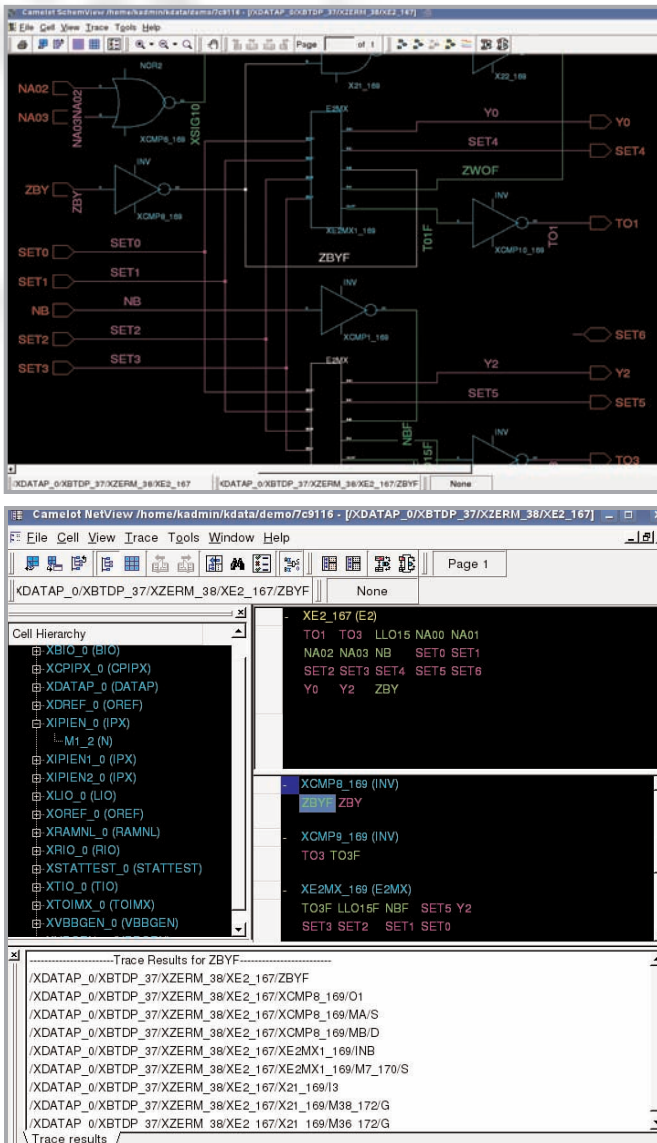 Camelot SchemView /home/kadmin/kdata/demo/7c9116 - [/XDATAP_0/XBTDP_37/XZERM_38/XE2_167]
File Cell View Trace Tools Help
Page of 1
NOR2
X21_169
X22_169
NA02
NA03
NA03NA02
XCMP6_169
XSIG10
E2MX
Y0
Y0
SET4
SET4
ZWOF
INV
ZBY
ZBY
XCMP8_169
XE2MX1_169
T01F
INV
TO1
TO1
XCMP10_169
ZBYF
SET0
SET0
SET1
SET1
NB
NB
INV
XCMP1_169
SET2
SET2
SET3
SET3
SET6
E2MX
Y2
Y2
SET5
SET5
NBF
INV
TO3
/XDATAP_0/XBTDP_37/XZERM_38/XE2_167
XDATAP_0/XBTDP_37/XZERM_38/XE2_167/ZBYF
None
Camelot NetView /home/kadmin/kdata/demo/7c9116 - [/XDATAP_0/XBTDP_37/XZERM_38/XE2_167]
File Cell View Trace Tools Window Help
Page 1
XDATAP_0/XBTDP_37/XZERM_38/XE2_167/ZBYF
None
Cell Hierarchy
XBIO_0 (BIO)
XCPIPX_0 (CPIPX)
XDATAP_0 (DATAP)
XDREF_0 (OREF)
XIPIEN_0 (IPX)
M1_2 (N)
XIPIEN1_0 (IPX)
XIPIEN2_0 (IPX)
XLIO_0 (LIO)
XOREF_0 (OREF)
XRAMNL_0 (RAMNL)
XRIO_0 (RIO)
XSTATTEST_0 (STATTEST)
XTIO_0 (TIO)
XTOIMX_0 (TOIMX)
XVBBGEN_0 (VBBGEN)
XE2_167 (E2)
TO1 TO3 LLO15 NA00 NA01
NA02 NA03 NB SET0 SET1
SET2 SET3 SET4 SET5 SET6
Y0 Y2 ZBY
XCMP8_169 (INV)
ZBYF ZBY
XCMP9_169 (INV)
TO3 TO3F
XE2MX_169 (E2MX)
TO3F LLO15F NBF SET5 Y2
SET3 SET2 SET1 SET0
----------------------Trace Results for ZBYF------------------------
/XDATAP_0/XBTDP_37/XZERM_38/XE2_167/ZBYF
/XDATAP_0/XBTDP_37/XZERM_38/XE2_167/XCMP8_169/O1
/XDATAP_0/XBTDP_37/XZERM_38/XE2_167/XCMP8_169/MA/S
/XDATAP_0/XBTDP_37/XZERM_38/XE2_167/XCMP8_169/MB/D
/XDATAP_0/XBTDP_37/XZERM_38/XE2_167/XE2MX1_169/INB
/XDATAP_0/XBTDP_37/XZERM_38/XE2_167/XE2MX1_169/M7_170/S
/XDATAP_0/XBTDP_37/XZERM_38/XE2_167/X21_169/I3
/XDATAP_0/XBTDP_37/XZERM_38/XE2_167/X21_169/M38_172/G
/XDATAP_0/XBTDP_37/XZERM_38/XE2_167/X21_169/M36_172/G
Trace results